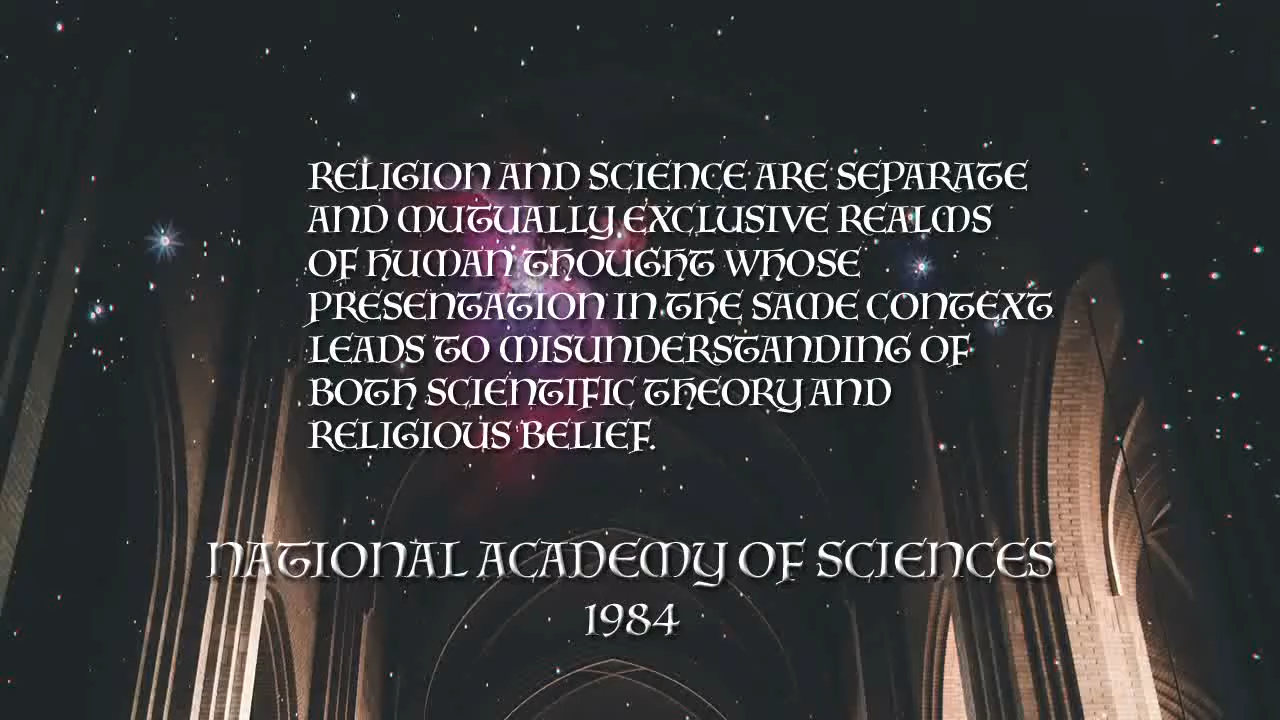 RELIGION AND SCIENCE ARE SEPARATE
AND MUTUALLY EXCLUSIVE REALMS
OF HUMAN THOUGHT WHOSE
PRESENTATION IN THE SAME CONTEXT
LEADS TO MISUNDERSTANDING OF
BOTH SCIENTIFIC THEORY AND
RELIGIOUS BELIEF.
NATIONAL ACADEMY OF SCIENCES
1984